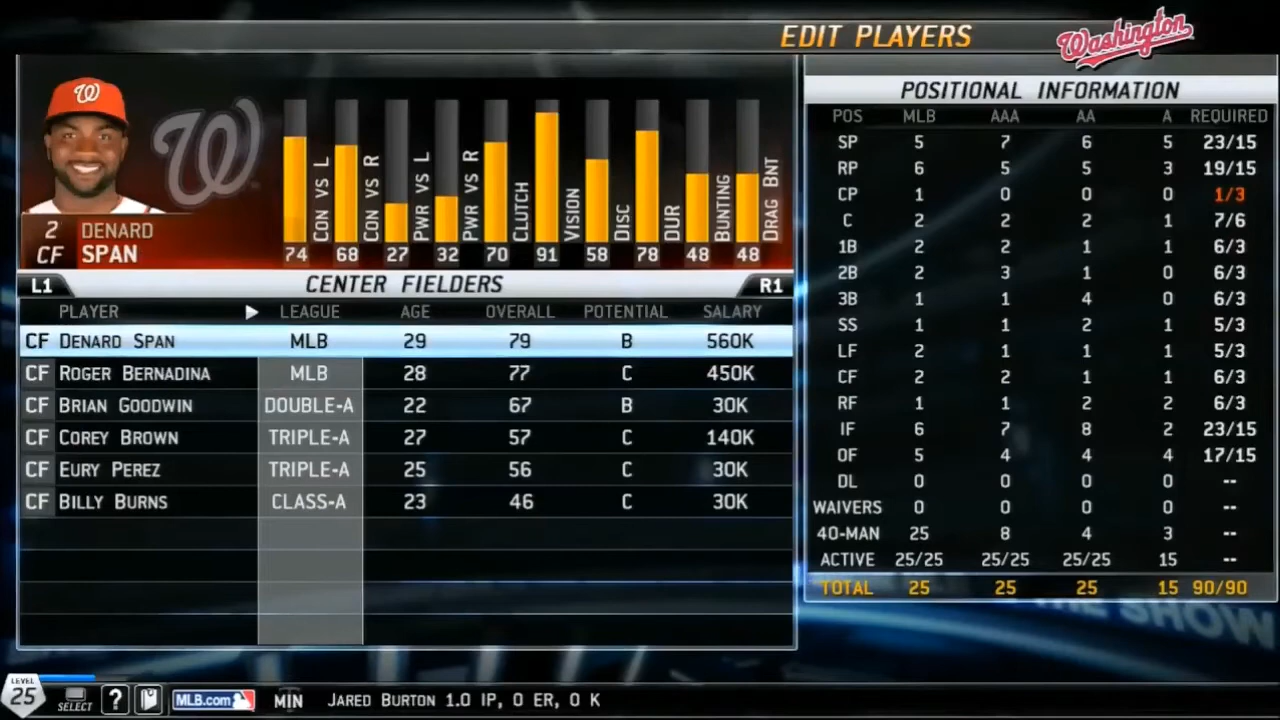 EDIT PLAYERS
Washington
W
W
2 DENARD
CF SPAN
CON VS L
CON VS R
PWR VS L
PWR VS R
CLUTCH
VISION
DISC
DUR
BUNTING
DRAG BNT
74 68 27 32 70 91 58 78 48 48
L1 CENTER FIELDERS R1
PLAYER LEAGUE AGE OVERALL POTENTIAL SALARY
CF DENARD SPAN MLB 29 79 B 560K
CF ROGER BERNADINA MLB 28 77 C 450K
CF BRIAN GOODWIN DOUBLE-A 22 67 B 30K
CF COREY BROWN TRIPLE-A 27 57 C 140K
CF EURY PEREZ TRIPLE-A 25 56 C 30K
CF BILLY BURNS CLASS-A 23 46 C 30K
POSITIONAL INFORMATION
POS MLB AAA AA A REQUIRED
SP 5 7 6 5 23/15
RP 6 5 5 3 19/15
CP 1 0 0 0 1/3
C 2 2 2 1 7/6
1B 2 2 1 1 6/3
2B 2 3 1 0 6/3
3B 1 1 4 0 6/3
SS 1 1 2 1 5/3
LF 2 1 1 1 5/3
CF 2 2 1 1 6/3
RF 1 1 2 2 6/3
IF 6 7 8 2 23/15
OF 5 4 4 4 17/15
DL 0 0 0 0 --
WAIVERS 0 0 0 0 --
40-MAN 25 8 4 3 --
ACTIVE 25/25 25/25 25/25 15 --
TOTAL 25 25 25 15 90/90
THE SHOW
LEVEL
25 SELECT ? MLB.com MIN JARED BURTON 1.0 IP, 0 ER, 0 K